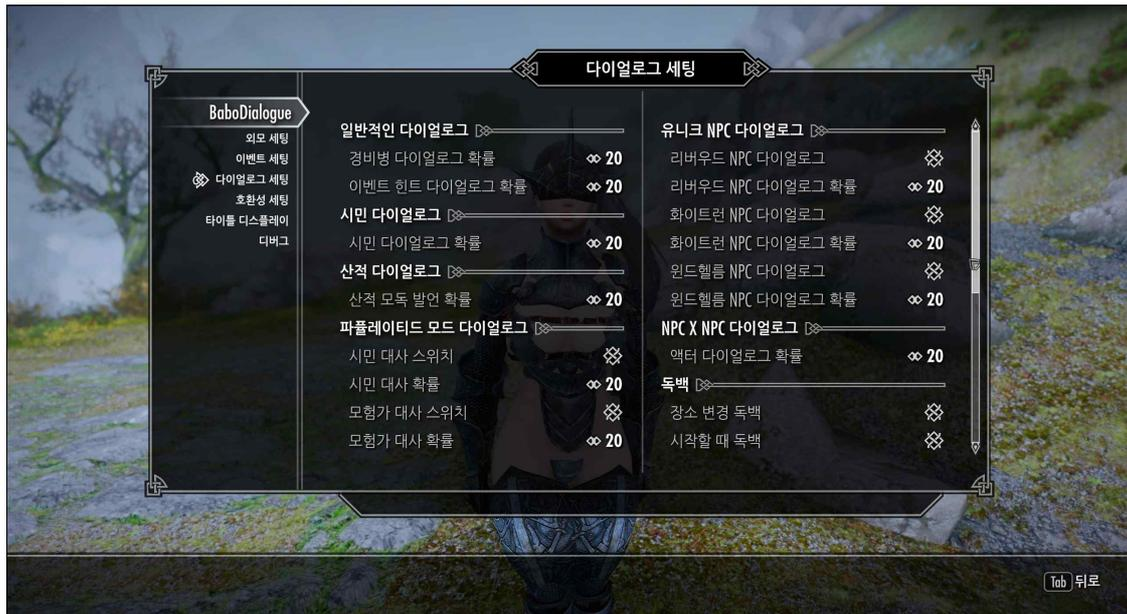 다이얼로그 세팅
BaboDialogue
외모 세팅
이벤트 세팅
다이얼로그 세팅
호환성 세팅
타이틀 디스플레이
디버그
일반적인 다이얼로그
경비병 다이얼로그 확률 20
이벤트 힌트 다이얼로그 확률 20
시민 다이얼로그
시민 다이얼로그 확률 20
산적 다이얼로그
산적 모독 발언 확률 20
파퓰레이티드 모드 다이얼로그
시민 대사 스위치
시민 대사 확률 20
모험가 대사 스위치
모험가 대사 확률 20
유니크 NPC 다이얼로그
리버우드 NPC 다이얼로그
리버우드 NPC 다이얼로그 확률 20
화이트런 NPC 다이얼로그
화이트런 NPC 다이얼로그 확률 20
윈드헬름 NPC 다이얼로그
윈드헬름 NPC 다이얼로그 확률 20
NPC X NPC 다이얼로그
액터 다이얼로그 확률 20
독백
장소 변경 독백
시작할 때 독백
Tab 뒤로